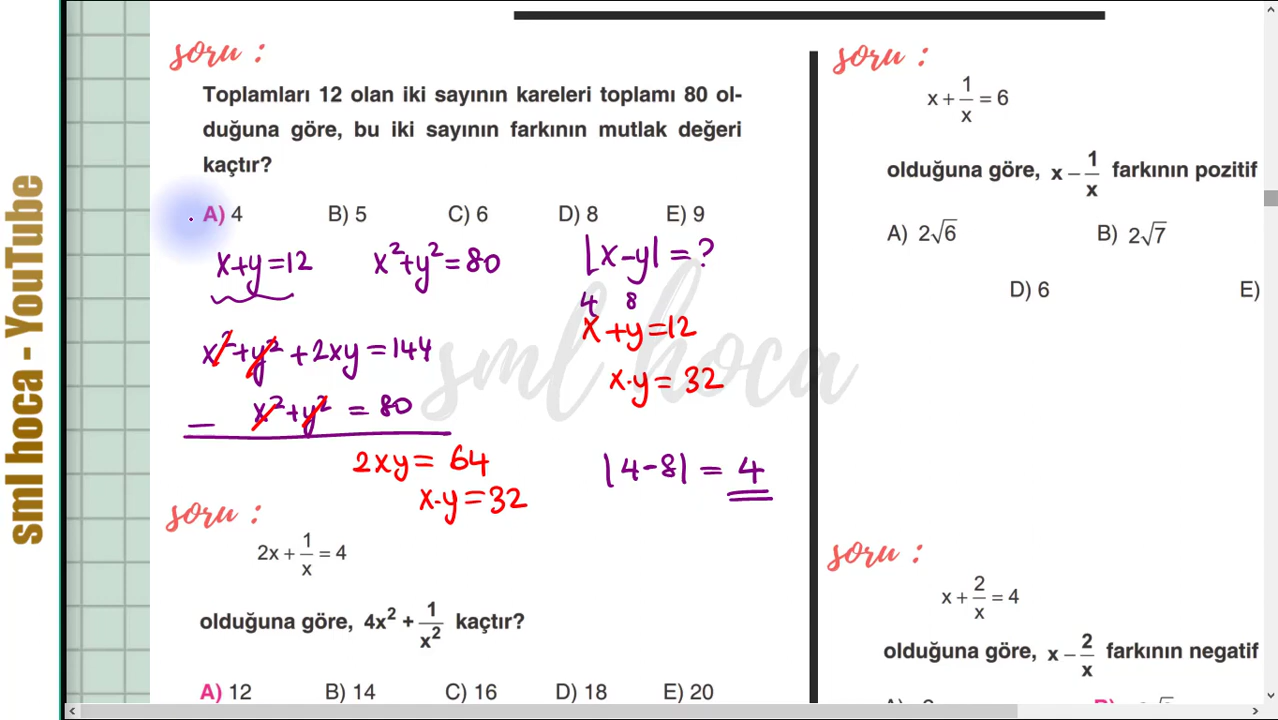 sml hoca - YouTube
soru :
Toplamları 12 olan iki sayının kareleri toplamı 80 ol-
duğuna göre, bu iki sayının farkının mutlak değeri
kaçtır?
A) 4 B) 5 C) 6 D) 8 E) 9
x+y=12 x²+y²=80 |x-y|=?
4 8
x+y=12
x²+y²+2xy=144
x·y=32
x²+y² = 80
2xy= 64
x·y=32
|4-8| = 4
sml hoca
soru :
2x + 1/x = 4
olduğuna göre, 4x² + 1/x² kaçtır?
A) 12 B) 14 C) 16 D) 18 E) 20
soru :
x + 1/x = 6
olduğuna göre, x - 1/x farkının pozitif
A) 2√6 B) 2√7
D) 6 E)
soru :
x + 2/x = 4
olduğuna göre, x - 2/x farkının negatif